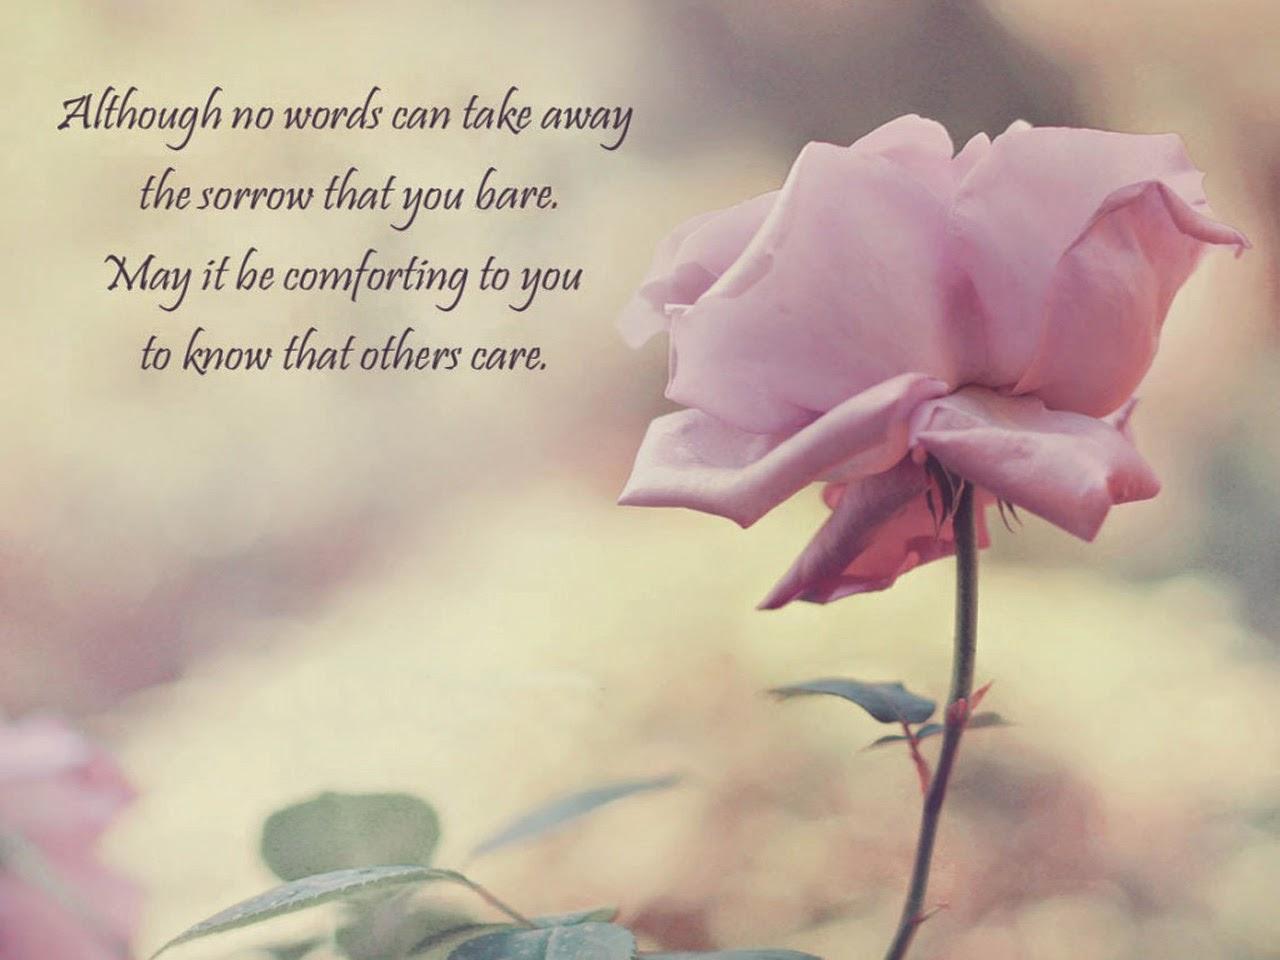 Although no words can take away
the sorrow that you bare.
May it be comforting to you
to know that others care.